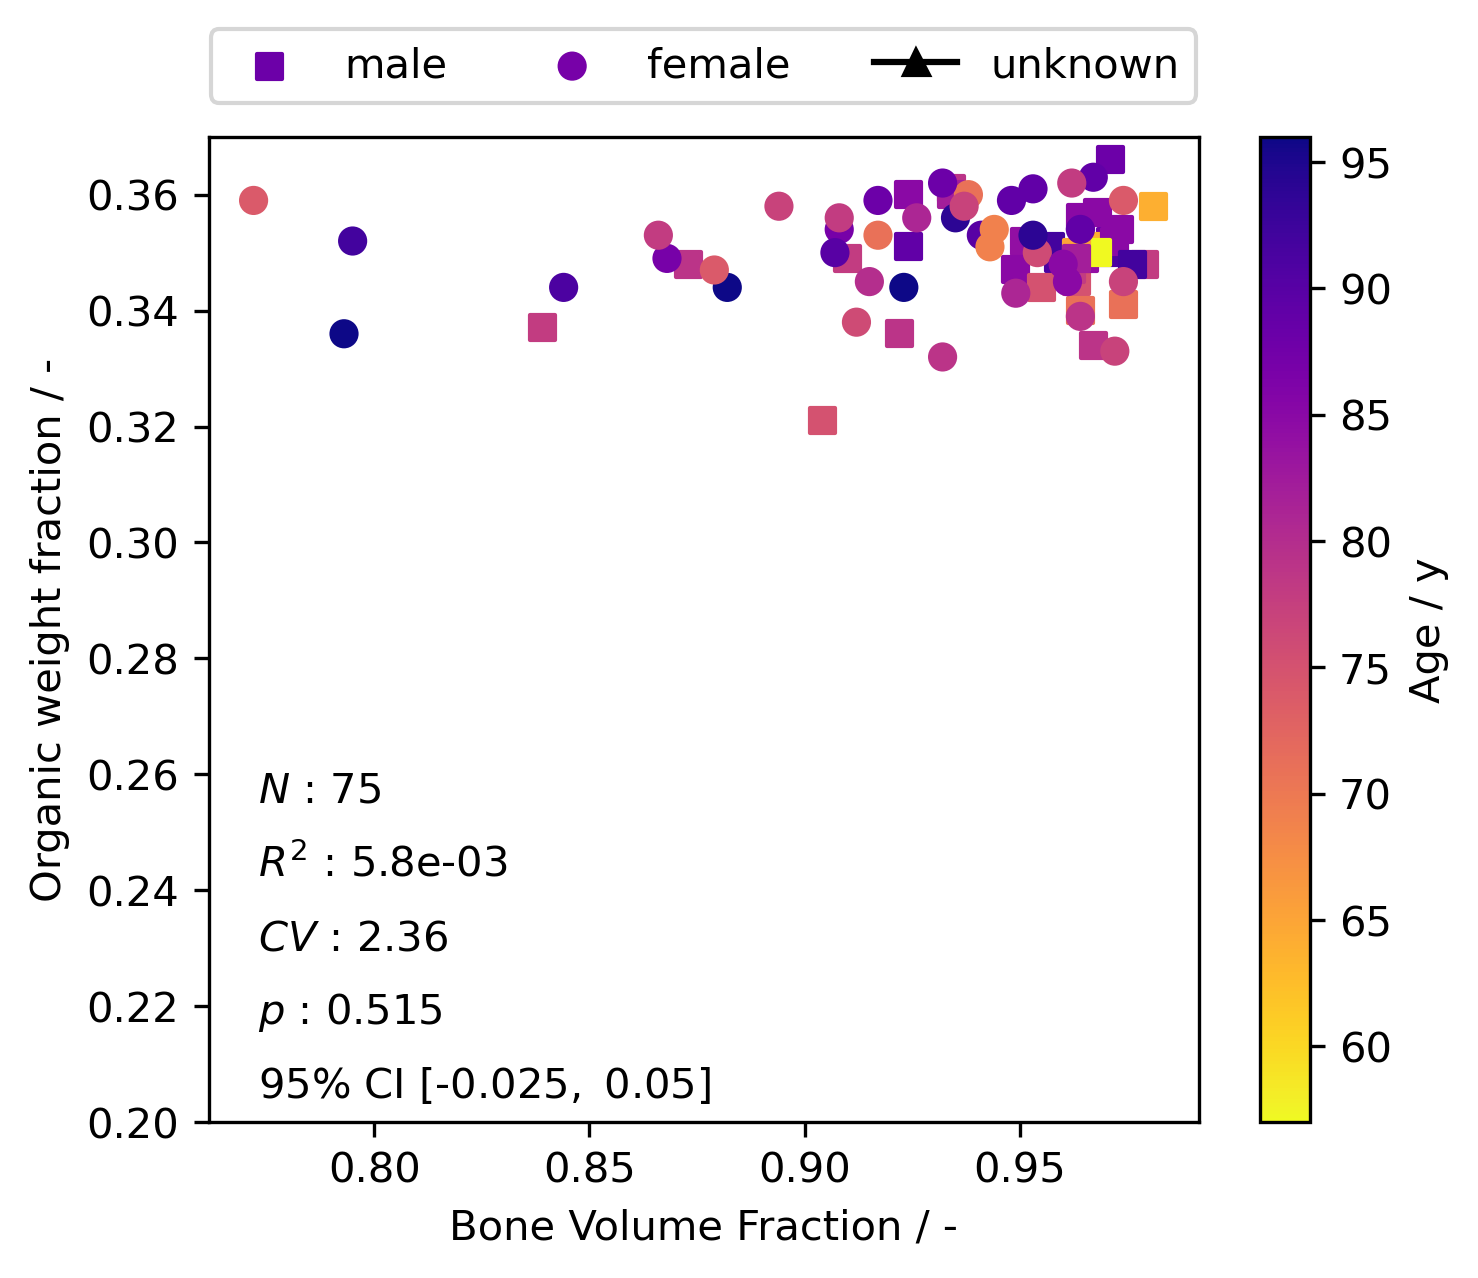 male female unknown
0.36
0.34
0.32
0.30
0.28
0.26
0.24
0.22
0.20
Organic weight fraction / -
N : 75
R² : 5.8e-03
CV : 2.36
p : 0.515
95% CI [-0.025, 0.05]
0.80 0.85 0.90 0.95
Bone Volume Fraction / -
95
90
85
80
75
70
65
60
Age / y